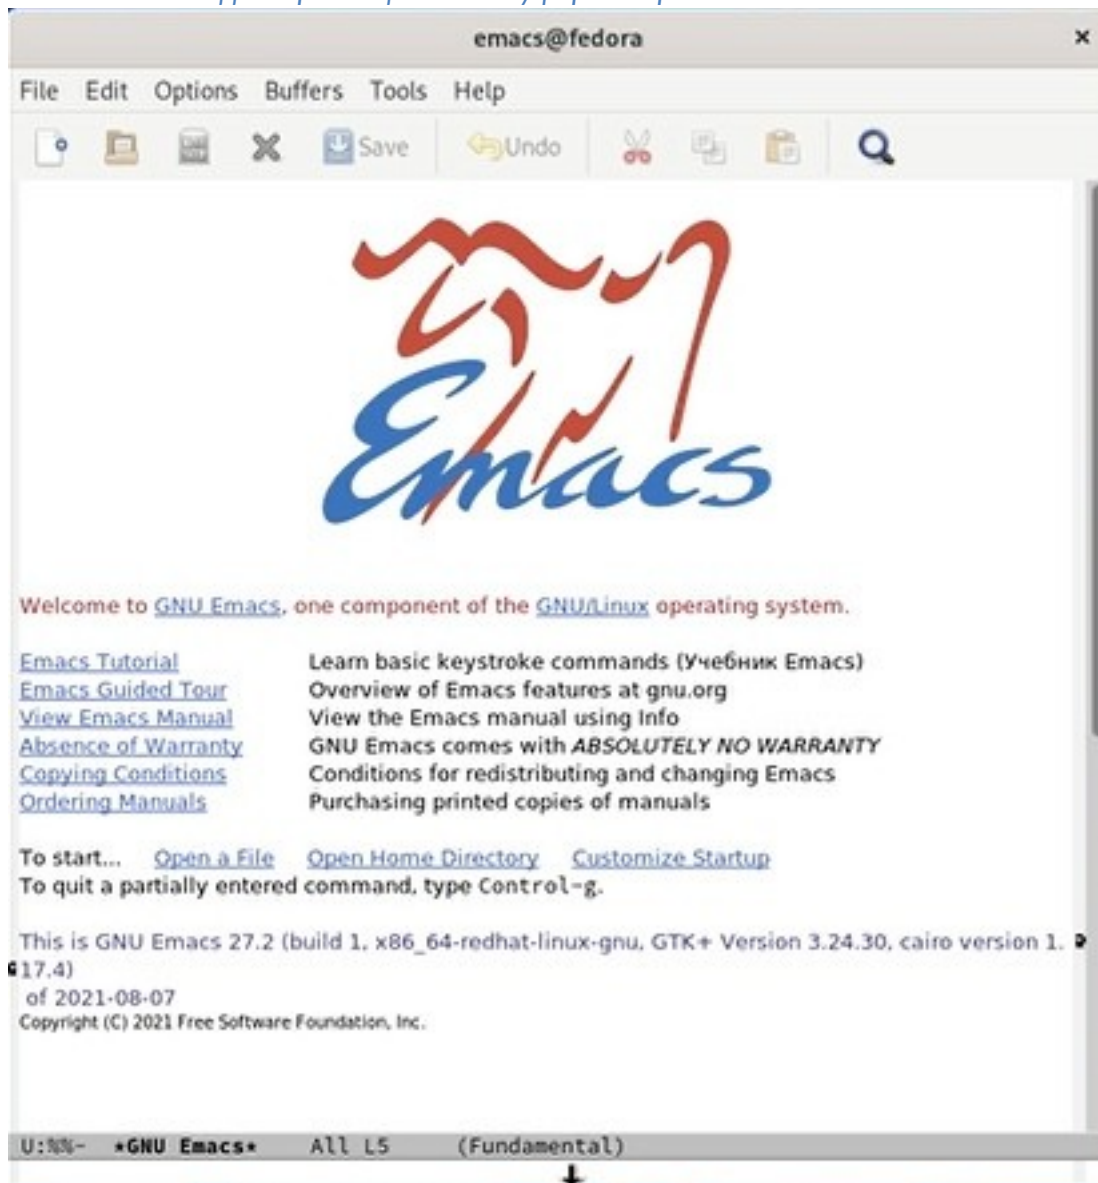 emacs@fedora
File Edit Options Buffers Tools Help
Save Undo
Emacs
Welcome to GNU Emacs, one component of the GNU/Linux operating system.
Emacs Tutorial Learn basic keystroke commands (Учебник Emacs)
Emacs Guided Tour Overview of Emacs features at gnu.org
View Emacs Manual View the Emacs manual using Info
Absence of Warranty GNU Emacs comes with ABSOLUTELY NO WARRANTY
Copying Conditions Conditions for redistributing and changing Emacs
Ordering Manuals Purchasing printed copies of manuals
To start... Open a File Open Home Directory Customize Startup
To quit a partially entered command, type Control-g.
This is GNU Emacs 27.2 (build 1, x86_64-redhat-linux-gnu, GTK+ Version 3.24.30, cairo version 1.
17.4)
of 2021-08-07
Copyright (C) 2021 Free Software Foundation, Inc.
U:%%- *GNU Emacs* All L5 (Fundamental)